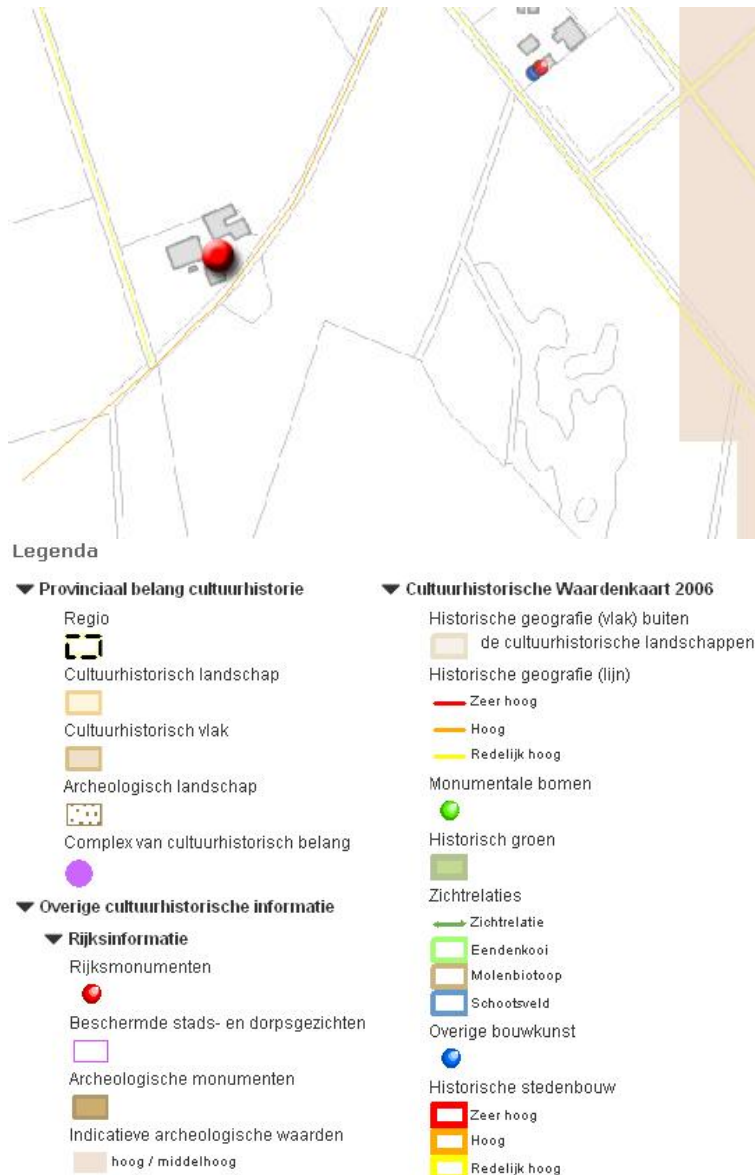 Legenda
Provinciaal belang cultuurhistorie
Regio
Cultuurhistorisch landschap
Cultuurhistorisch vlak
Archeologisch landschap
Complex van cultuurhistorisch belang
Overige cultuurhistorische informatie
Rijksinformatie
Rijksmonumenten
Beschermde stads- en dorpsgezichten
Archeologische monumenten
Indicatieve archeologische waarden
hoog / middelhoog
Cultuurhistorische Waardenkaart 2006
Historische geografie (vlak) buiten
de cultuurhistorische landschappen
Historische geografie (lijn)
Zeer hoog
Hoog
Redelijk hoog
Monumentale bomen
Historisch groen
Zichtrelaties
Zichtrelatie
Eendenkooi
Molenbiotoop
Schootsveld
Overige bouwkunst
Historische stedenbouw
Zeer hoog
Hoog
Redelijk hoog